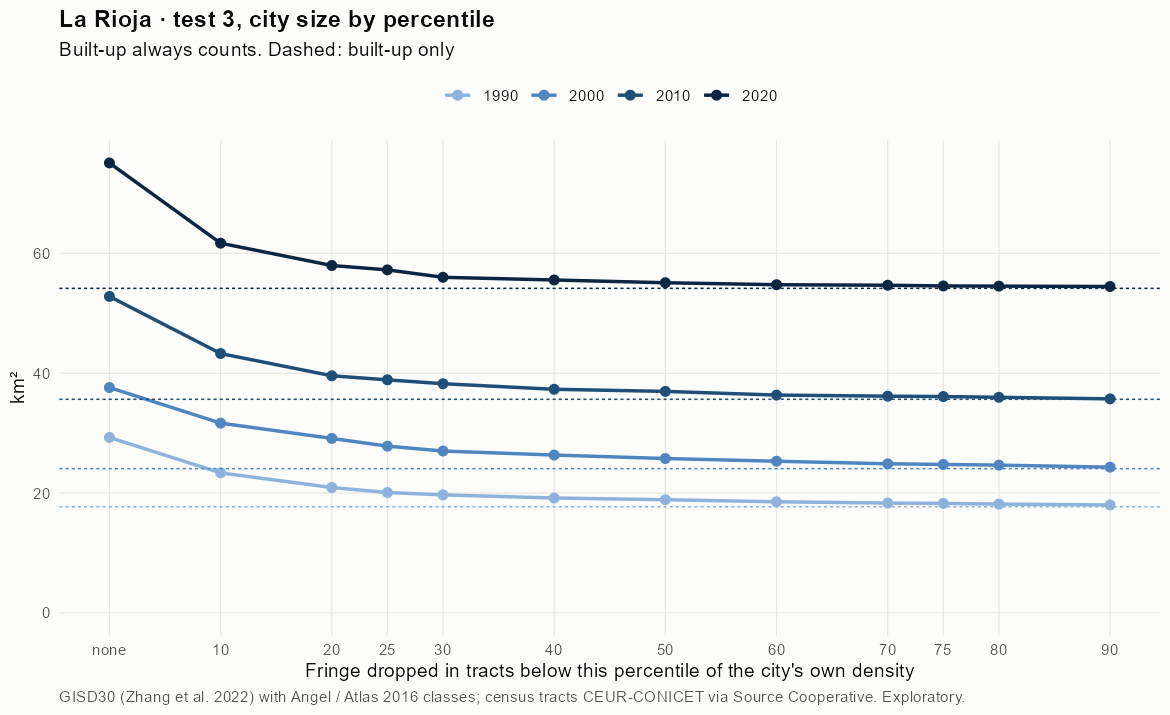 La Rioja · test 3, city size by percentile
Built-up always counts. Dashed: built-up only
1990 2000 2010 2020
60
40
20
0
km²
none 10 20 25 30 40 50 60 70 75 80 90
Fringe dropped in tracts below this percentile of the city's own density
GISD30 (Zhang et al. 2022) with Angel / Atlas 2016 classes; census tracts CEUR-CONICET via Source Cooperative. Exploratory.